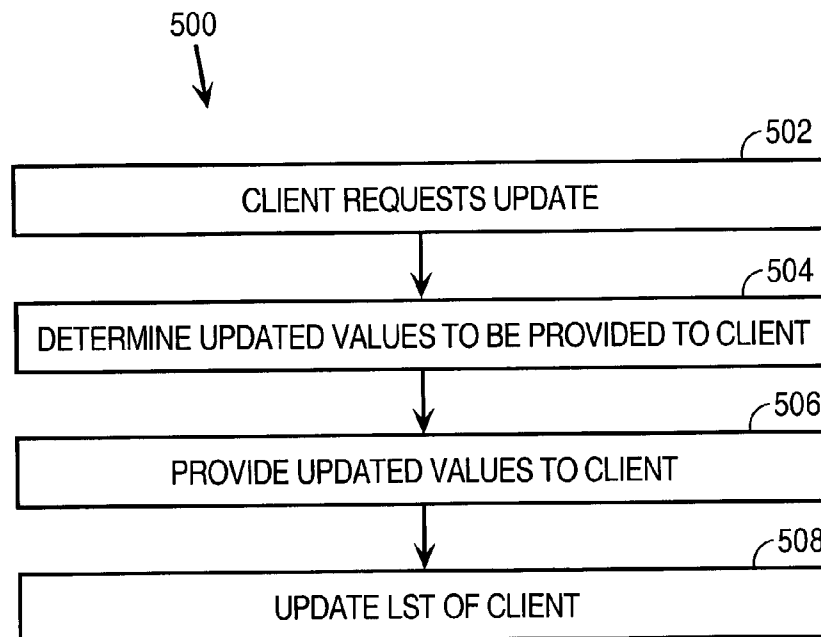 500
502
CLIENT REQUESTS UPDATE
504
DETERMINE UPDATED VALUES TO BE PROVIDED TO CLIENT
506
PROVIDE UPDATED VALUES TO CLIENT
508
UPDATE LST OF CLIENT